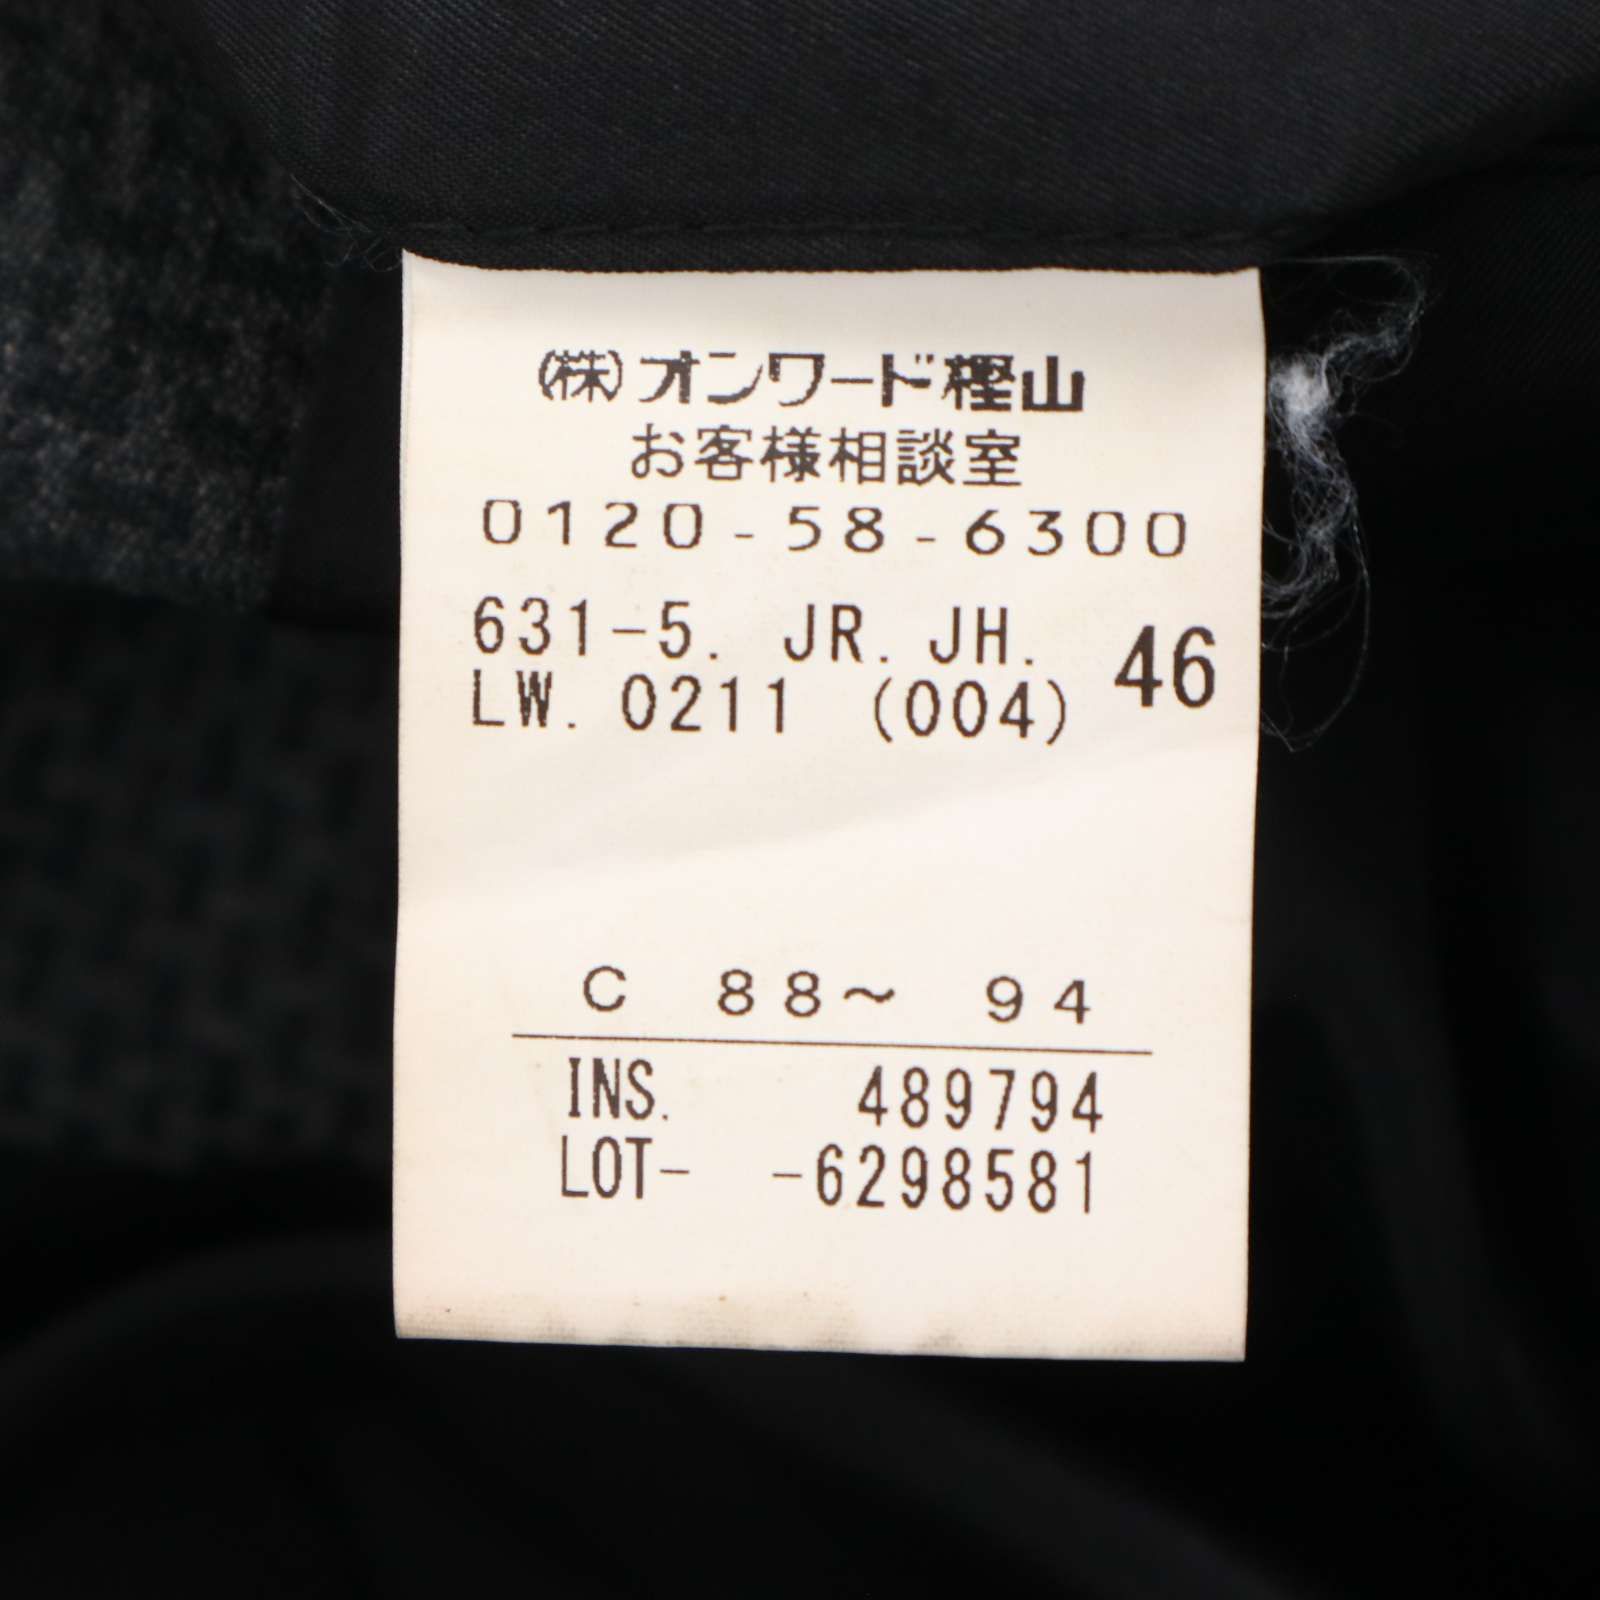 (株)オンワード樫山
お客様相談室
0120-58-6300
631-5. JR. JH. 46
LW. 0211 (004)
C 88~ 94
INS. 489794
LOT- -6298581